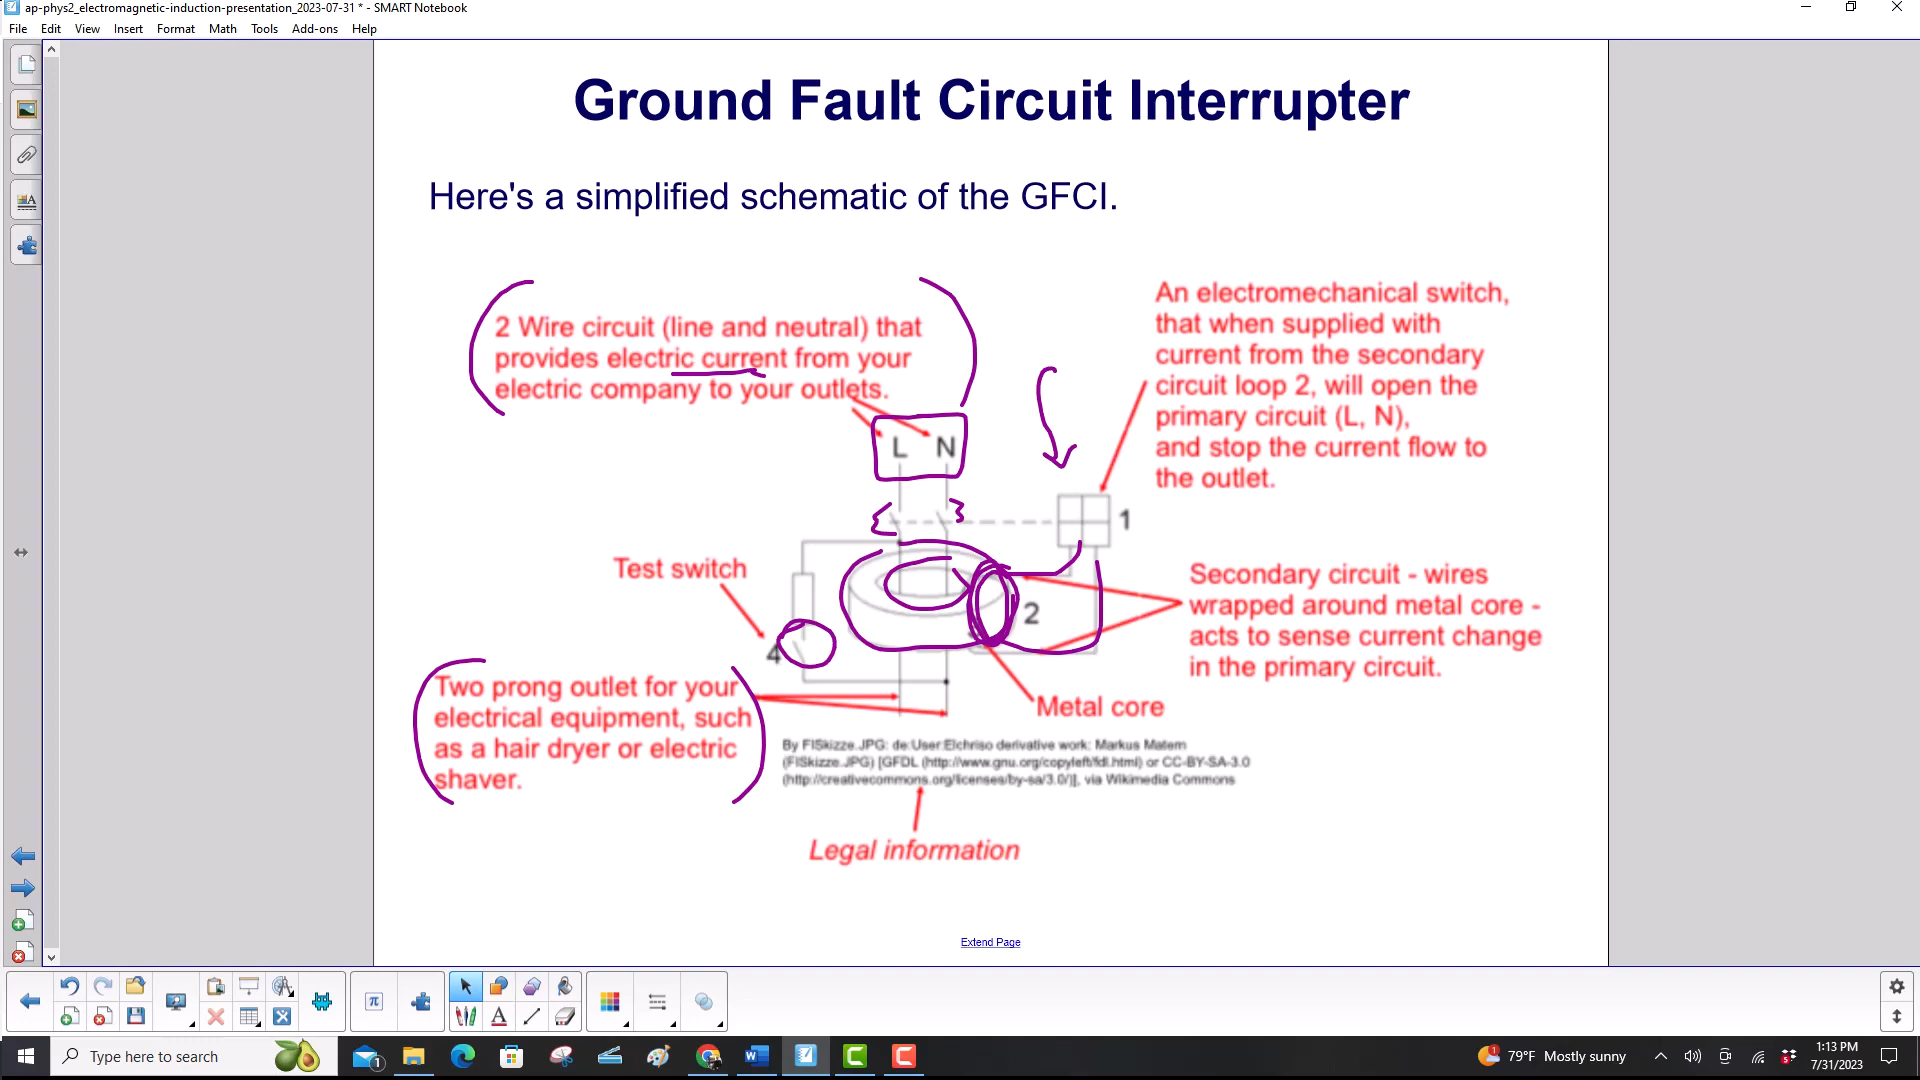 ap-phys2_electromagnetic-induction-presentation_2023-07-31 * - SMART Notebook
File Edit View Insert Format Math Tools Add-ons Help
Ground Fault Circuit Interrupter
Here's a simplified schematic of the GFCI.
2 Wire circuit (line and neutral) that
provides electric current from your
electric company to your outlets.
An electromechanical switch,
that when supplied with
current from the secondary
circuit loop 2, will open the
primary circuit (L, N),
and stop the current flow to
the outlet.
L N
1
Test switch
4
2
Secondary circuit - wires
wrapped around metal core -
acts to sense current change
in the primary circuit.
Two prong outlet for your
electrical equipment, such
as a hair dryer or electric
shaver.
Metal core
By FISkizze.JPG: de:User:Elchriso derivative work: Markus Matern
(FISkizze.JPG) [GFDL (http://www.gnu.org/copyleft/fdl.html) or CC-BY-SA-3.0
(http://creativecommons.org/licenses/by-sa/3.0/)], via Wikimedia Commons
Legal information
Extend Page
Type here to search
79°F Mostly sunny
1:13 PM
7/31/2023